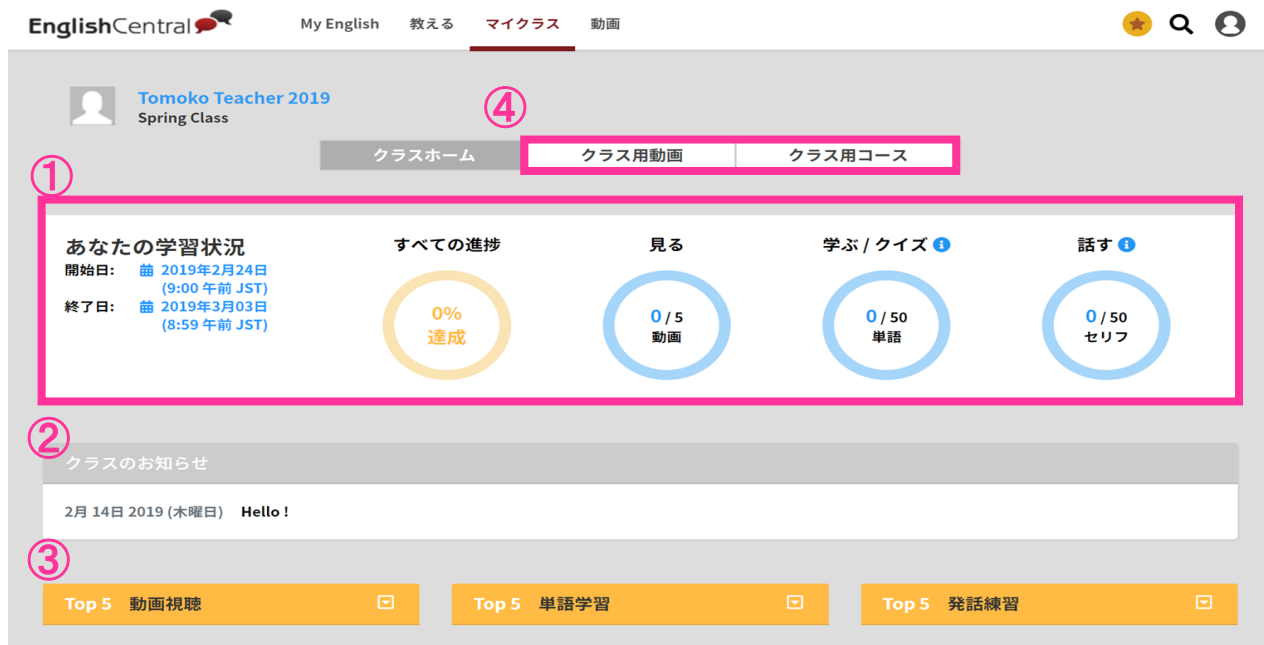 EnglishCentral My English 教える マイクラス 動画
Tomoko Teacher 2019
Spring Class
④
クラスホーム クラス用動画 クラス用コース
①
あなたの学習状況
開始日: 2019年2月24日
(9:00 午前 JST)
終了日: 2019年3月03日
(8:59 午前 JST)
すべての進捗
0%
達成
見る
0 / 5
動画
学ぶ / クイズ
0 / 50
単語
話す
0 / 50
セリフ
②
クラスのお知らせ
2月 14日 2019 (木曜日) Hello !
③
Top 5 動画視聴 Top 5 単語学習 Top 5 発話練習